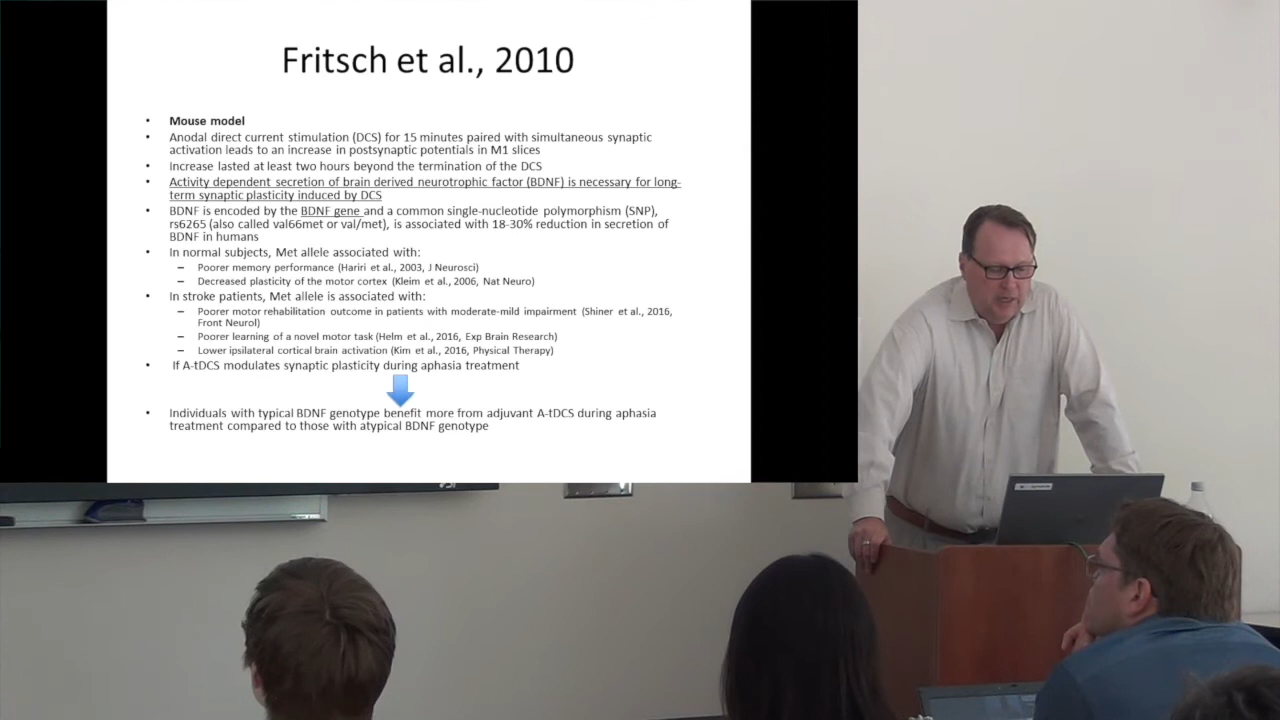 Fritsch et al., 2010
• Mouse model
• Anodal direct current stimulation (DCS) for 15 minutes paired with simultaneous synaptic
activation leads to an increase in postsynaptic potentials in M1 slices
• Increase lasted at least two hours beyond the termination of the DCS
• Activity dependent secretion of brain derived neurotrophic factor (BDNF) is necessary for long-
term synaptic plasticity induced by DCS
• BDNF is encoded by the BDNF gene and a common single-nucleotide polymorphism (SNP),
rs6265 (also called val66met or val/met), is associated with 18-30% reduction in secretion of
BDNF in humans
• In normal subjects, Met allele associated with:
– Poorer memory performance (Hariri et al., 2003, J Neurosci)
– Decreased plasticity of the motor cortex (Kleim et al., 2006, Nat Neuro)
• In stroke patients, Met allele is associated with:
– Poorer motor rehabilitation outcome in patients with moderate-mild impairment (Shiner et al., 2016,
Front Neurol)
– Poorer learning of a novel motor task (Helm et al., 2016, Exp Brain Research)
– Lower ipsilateral cortical brain activation (Kim et al., 2016, Physical Therapy)
• If A-tDCS modulates synaptic plasticity during aphasia treatment
• Individuals with typical BDNF genotype benefit more from adjuvant A-tDCS during aphasia
treatment compared to those with atypical BDNF genotype